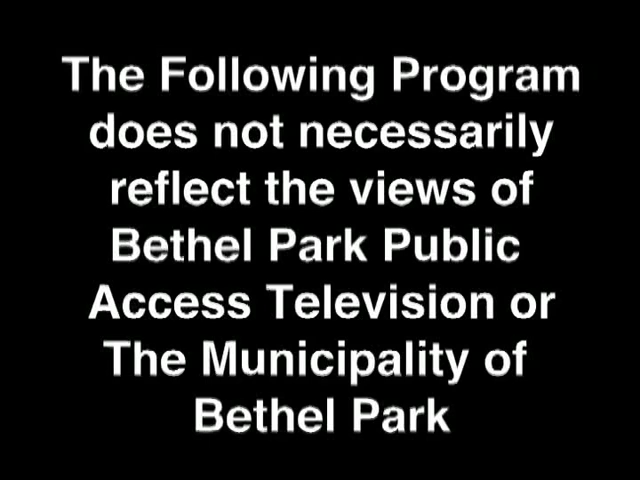 The Following Program
does not necessarily
reflect the views of
Bethel Park Public
Access Television or
The Municipality of
Bethel Park